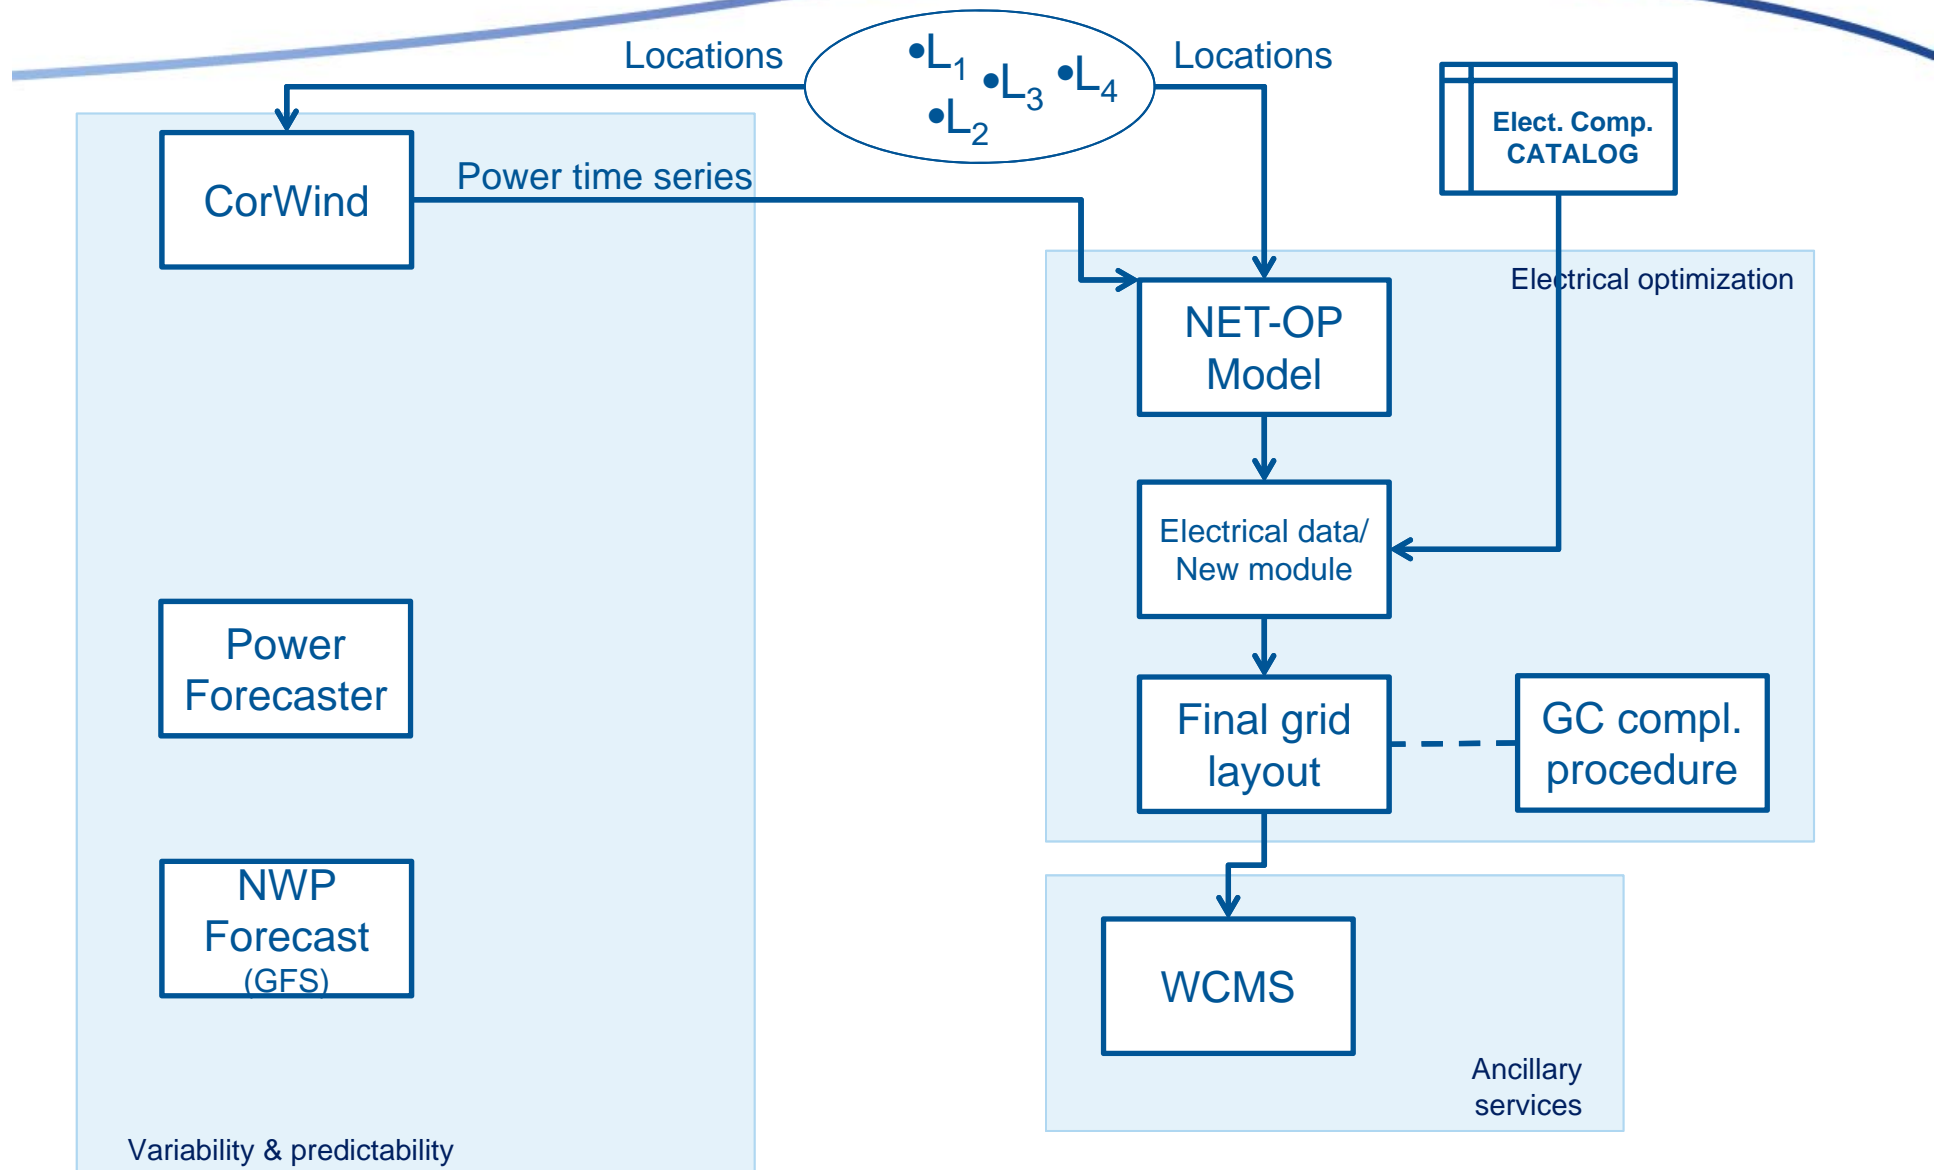 Locations
•L1
•L3
•L4
•L2
Locations
Elect. Comp.
CATALOG
CorWind
Power time series
Electrical optimization
NET-OP
Model
Electrical data/
New module
Power
Forecaster
Final grid
layout
GC compl.
procedure
NWP
Forecast
(GFS)
WCMS
Ancillary
services
Variability & predictability